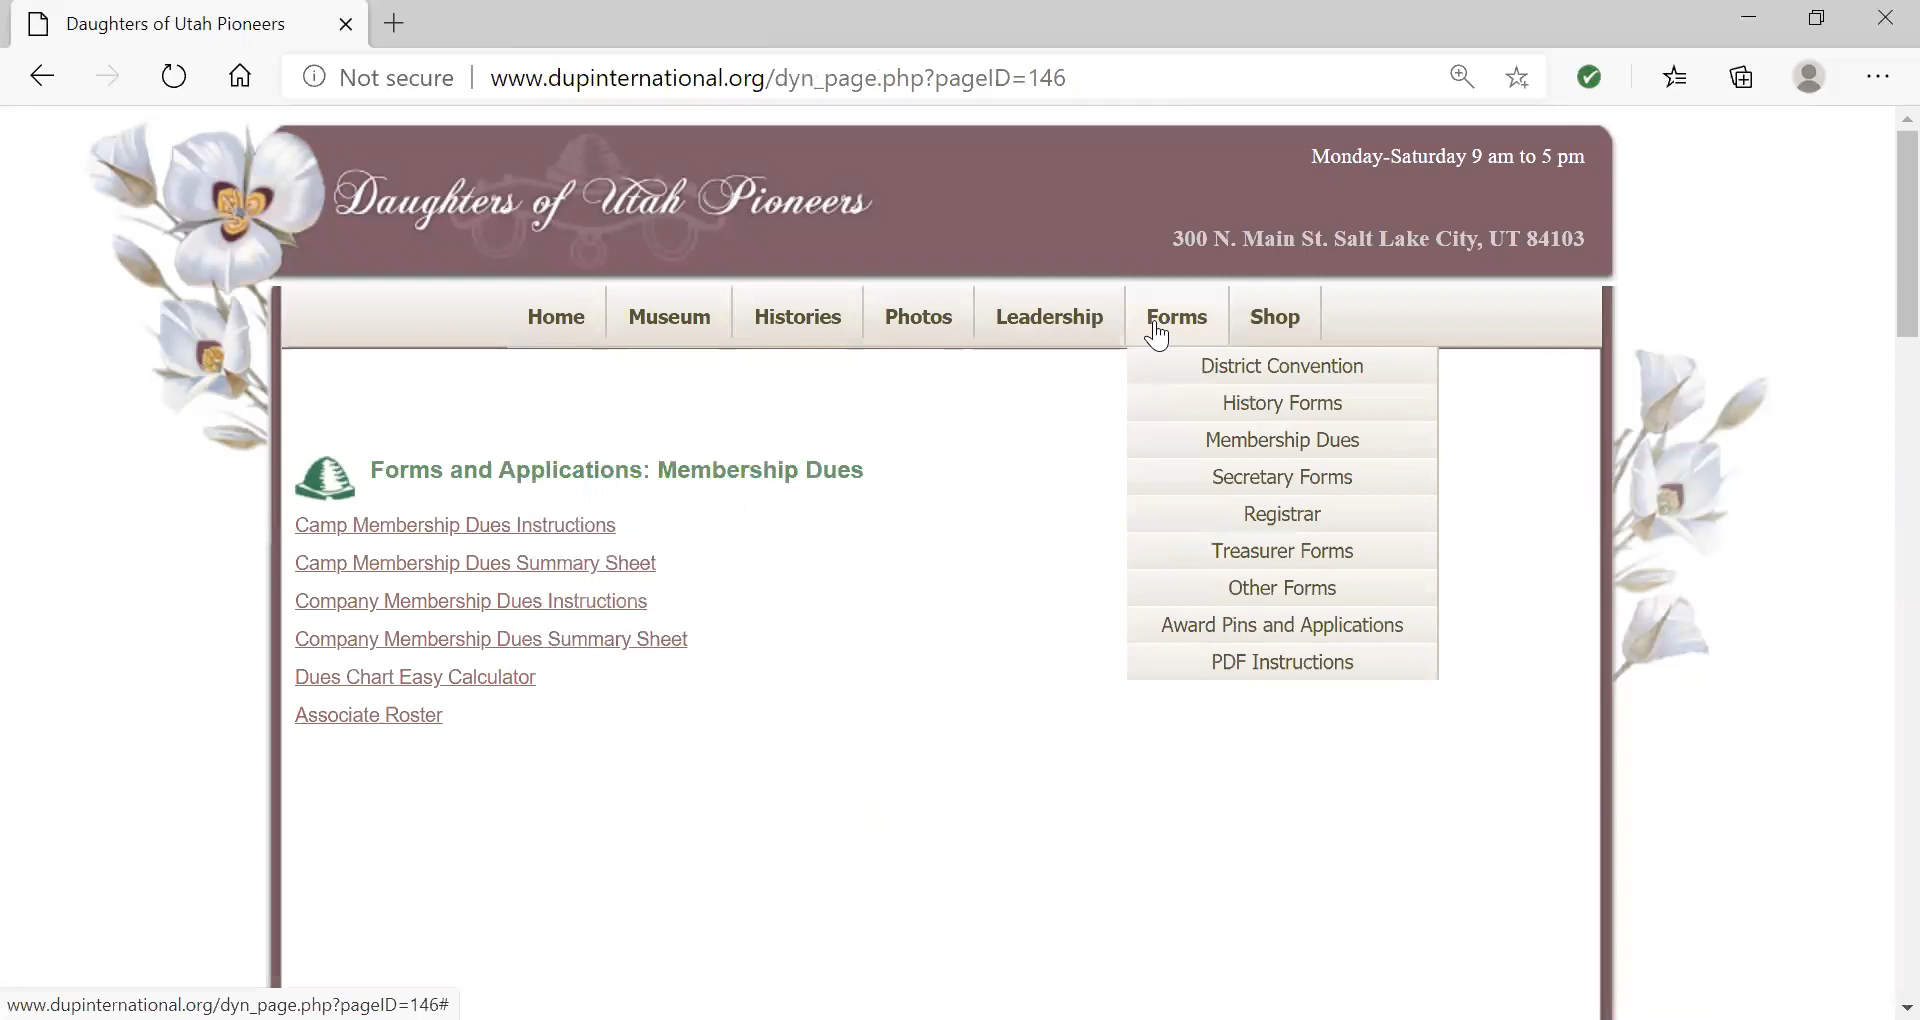 Daughters of Utah Pioneers
Not secure | www.dupinternational.org/dyn_page.php?pageID=146
Monday-Saturday 9 am to 5 pm
Daughters of Utah Pioneers
300 N. Main St. Salt Lake City, UT 84103
Home Museum Histories Photos Leadership Forms Shop
District Convention
History Forms
Membership Dues
Secretary Forms
Registrar
Treasurer Forms
Other Forms
Award Pins and Applications
PDF Instructions
Forms and Applications: Membership Dues
Camp Membership Dues Instructions
Camp Membership Dues Summary Sheet
Company Membership Dues Instructions
Company Membership Dues Summary Sheet
Dues Chart Easy Calculator
Associate Roster
www.dupinternational.org/dyn_page.php?pageID=146#